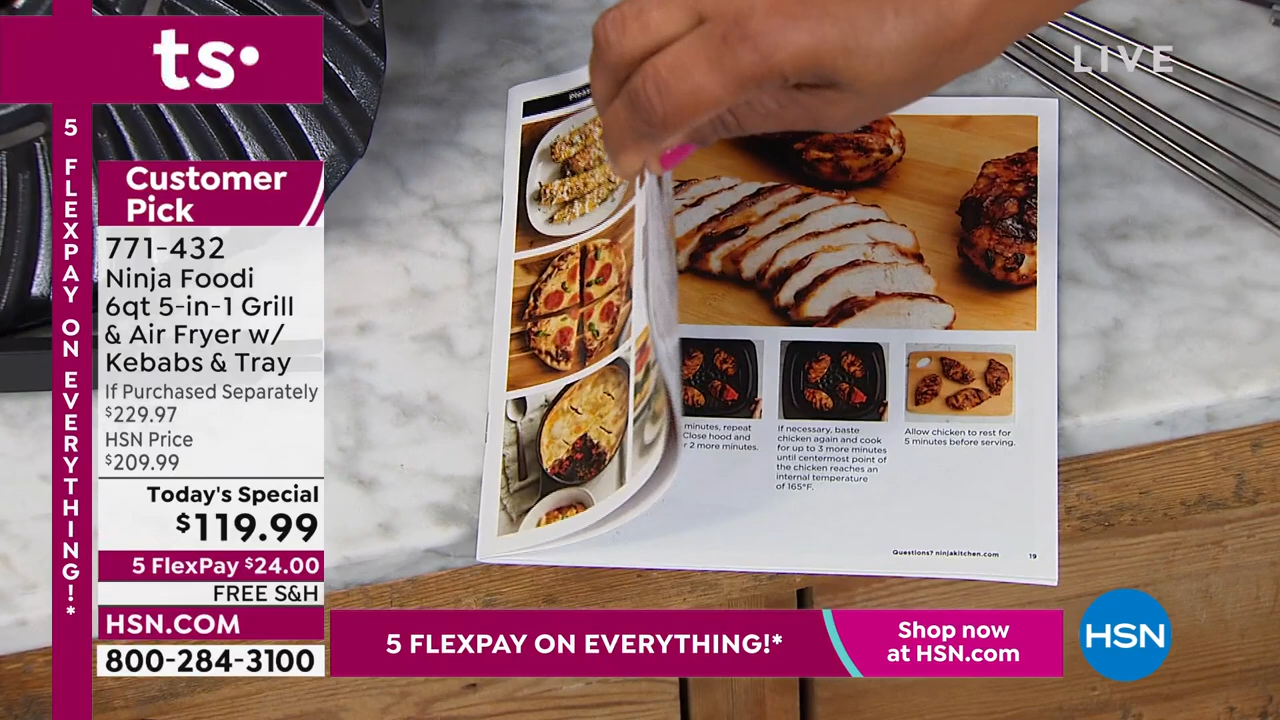 ts.
5 FLEXPAY ON EVERYTHING!*
Customer
Pick
771-432
Ninja Foodi
6qt 5-in-1 Grill
& Air Fryer w/
Kebabs & Tray
If Purchased Separately
$229.97
HSN Price
$209.99
Today's Special
$119.99
5 FlexPay $24.00
FREE S&H
HSN.COM
800-284-3100
LIVE
minutes, repeat
Close hood and
2 more minutes.
If necessary, baste
chicken again and cook
for up to 3 more minutes
until centermost point of
the chicken reaches an
internal temperature
of 165°F.
Allow chicken to rest for
5 minutes before serving.
Questions? ninjakitchen.com
19
5 FLEXPAY ON EVERYTHING!*
Shop now
at HSN.com
HSN